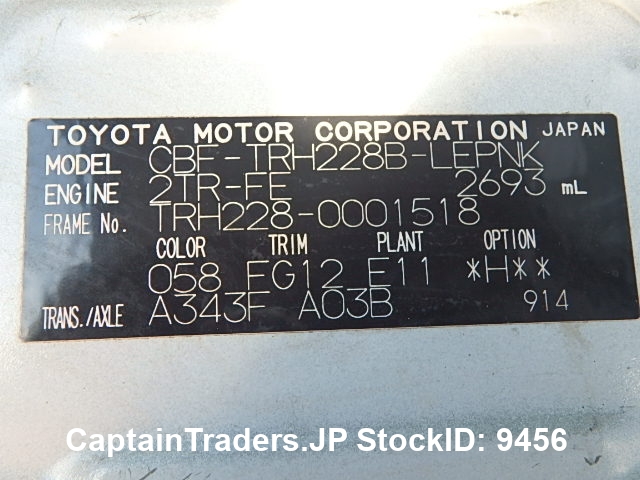 TOYOTA MOTOR CORPORATION JAPAN
MODEL CBF-TRH228B-LEPNK
ENGINE 2TR-FE 2693 mL
FRAME No. TRH228-0001518
COLOR TRIM PLANT OPTION
058 FG12 E11 *H**
TRANS./AXLE A343F A03B 914
CaptainTraders.JP StockID: 9456